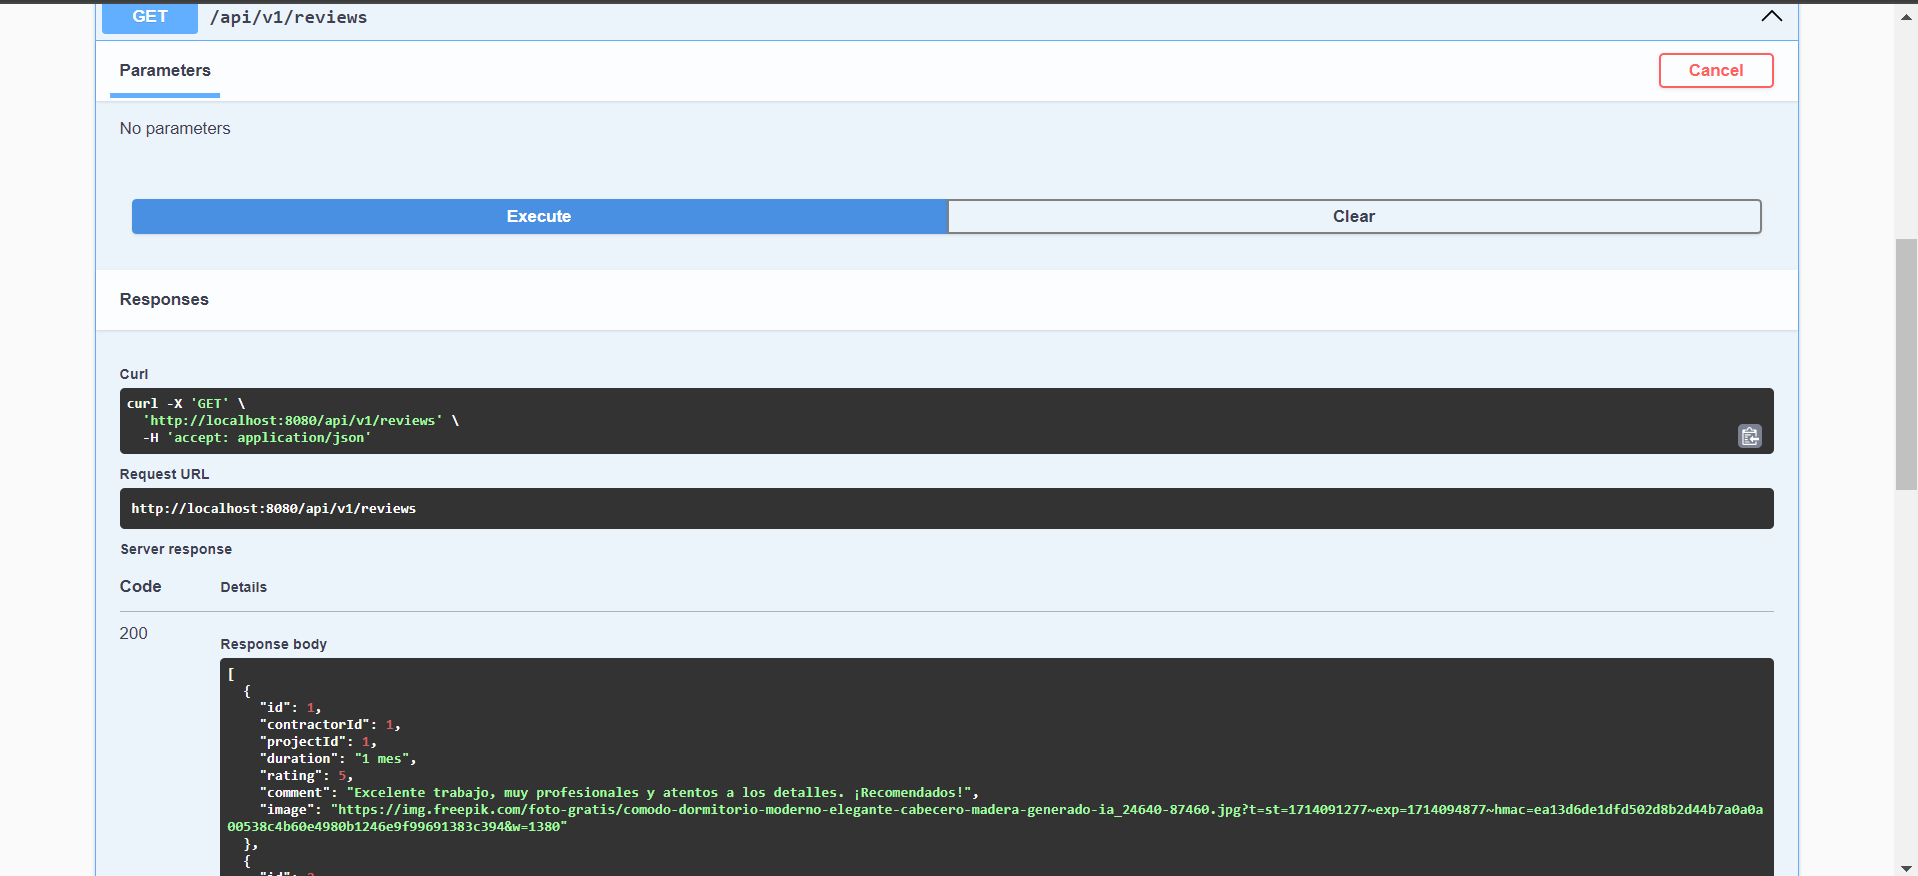 GET /api/v1/reviews
Parameters
Cancel
No parameters
Execute
Clear
Responses
Curl
curl -X 'GET' \
  'http://localhost:8080/api/v1/reviews' \
  -H 'accept: application/json'
Request URL
http://localhost:8080/api/v1/reviews
Server response
Code Details
200
Response body
[
  {
    "id": 1,
    "contractorId": 1,
    "projectId": 1,
    "duration": "1 mes",
    "rating": 5,
    "comment": "Excelente trabajo, muy profesionales y atentos a los detalles. ¡Recomendados!",
    "image": "https://img.freepik.com/foto-gratis/comodo-dormitorio-moderno-elegante-cabecero-madera-generado-ia_24640-87460.jpg?t=st=1714091277~exp=1714094877~hmac=ea13d6de1dfd502d8b2d44b7a0a0a
00538c4b60e4980b1246e9f99691383c394&w=1380"
  },
  {
    "id": 2